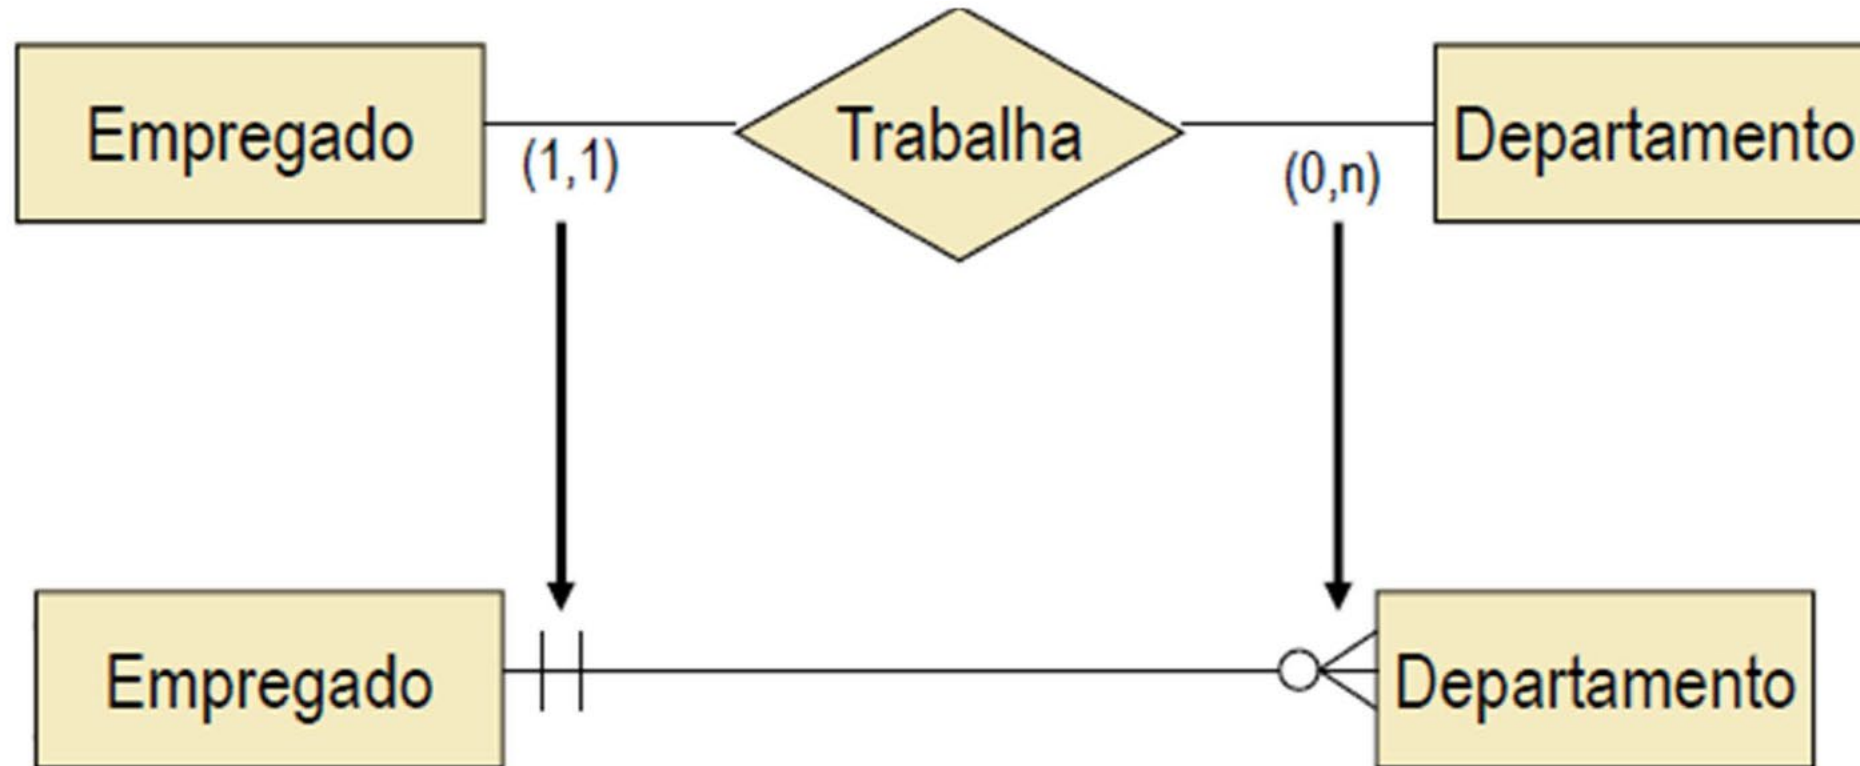 Empregado
Trabalha
Departamento
(1,1)
(0,n)
Empregado
Departamento